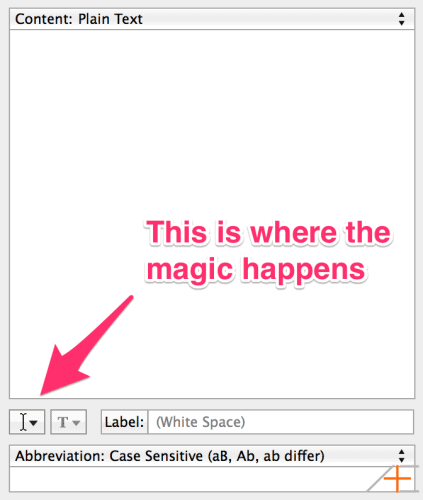 Content: Plain Text
This is where the
magic happens
T Label: (White Space)
Abbreviation: Case Sensitive (aB, Ab, ab differ)